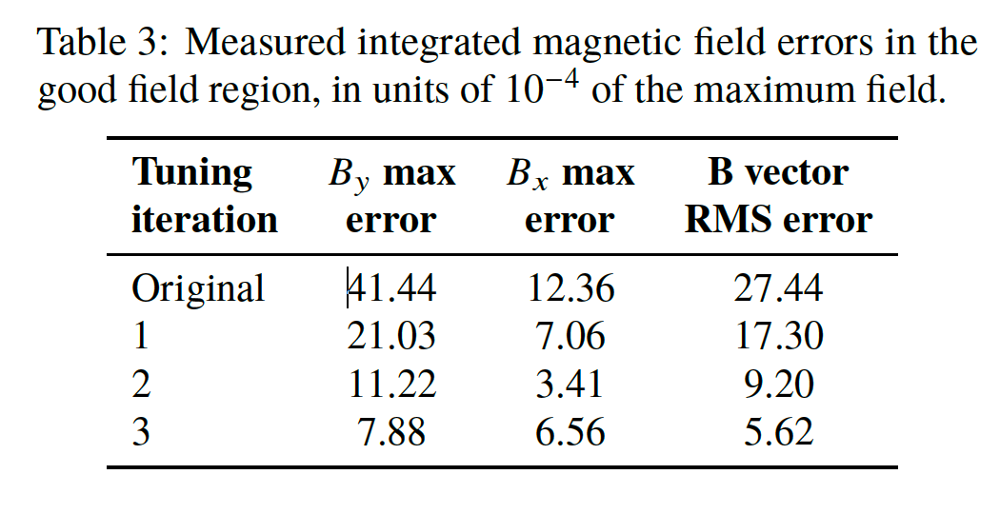 Table 3: Measured integrated magnetic field errors in the
good field region, in units of 10⁻⁴ of the maximum field.
Tuning iteration B_y max error B_x max error B vector RMS error
Original 41.44 12.36 27.44
1 21.03 7.06 17.30
2 11.22 3.41 9.20
3 7.88 6.56 5.62